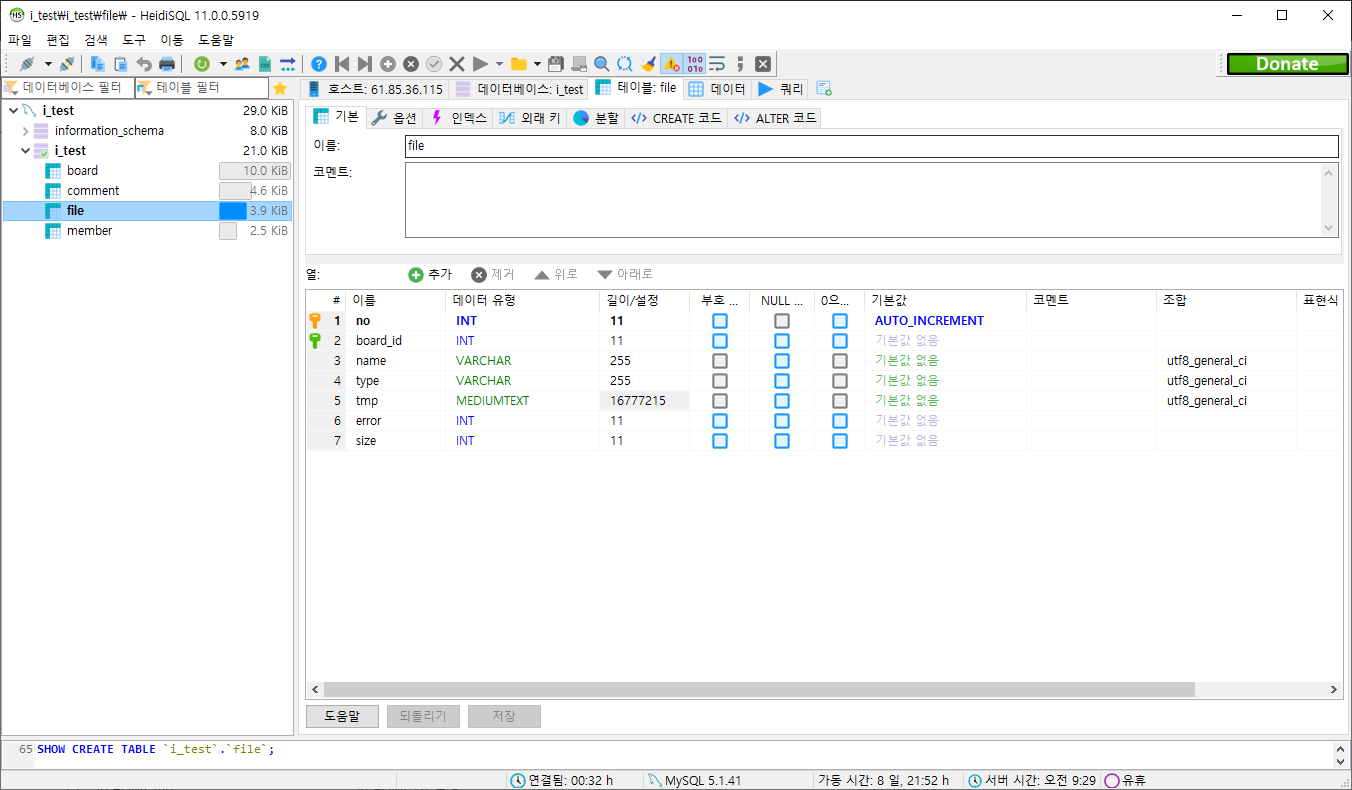 i_test\i_test\file\ - HeidiSQL 11.0.0.5919
파일 편집 검색 도구 이동 도움말
Donate
데이터베이스 필터 테이블 필터
호스트: 61.85.36.115 데이터베이스: i_test 테이블: file 데이터 쿼리
i_test 29.0 KiB
information_schema 8.0 KiB
i_test 21.0 KiB
board 10.0 KiB
comment 4.6 KiB
file 3.9 KiB
member 2.5 KiB
기본 옵션 인덱스 외래 키 분할 CREATE 코드 ALTER 코드
이름: file
코멘트:
열: 추가 제거 위로 아래로
# 이름 데이터 유형 길이/설정 부호 ... NULL ... 0으... 기본값 코멘트 조합 표현식
1 no INT 11 AUTO_INCREMENT
2 board_id INT 11 기본값 없음
3 name VARCHAR 255 기본값 없음 utf8_general_ci
4 type VARCHAR 255 기본값 없음 utf8_general_ci
5 tmp MEDIUMTEXT 16777215 기본값 없음 utf8_general_ci
6 error INT 11 기본값 없음
7 size INT 11 기본값 없음
도움말 되돌리기 저장
65 SHOW CREATE TABLE `i_test`.`file`;
연결됨: 00:32 h MySQL 5.1.41 가동 시간: 8 일, 21:52 h 서버 시간: 오전 9:29 유휴